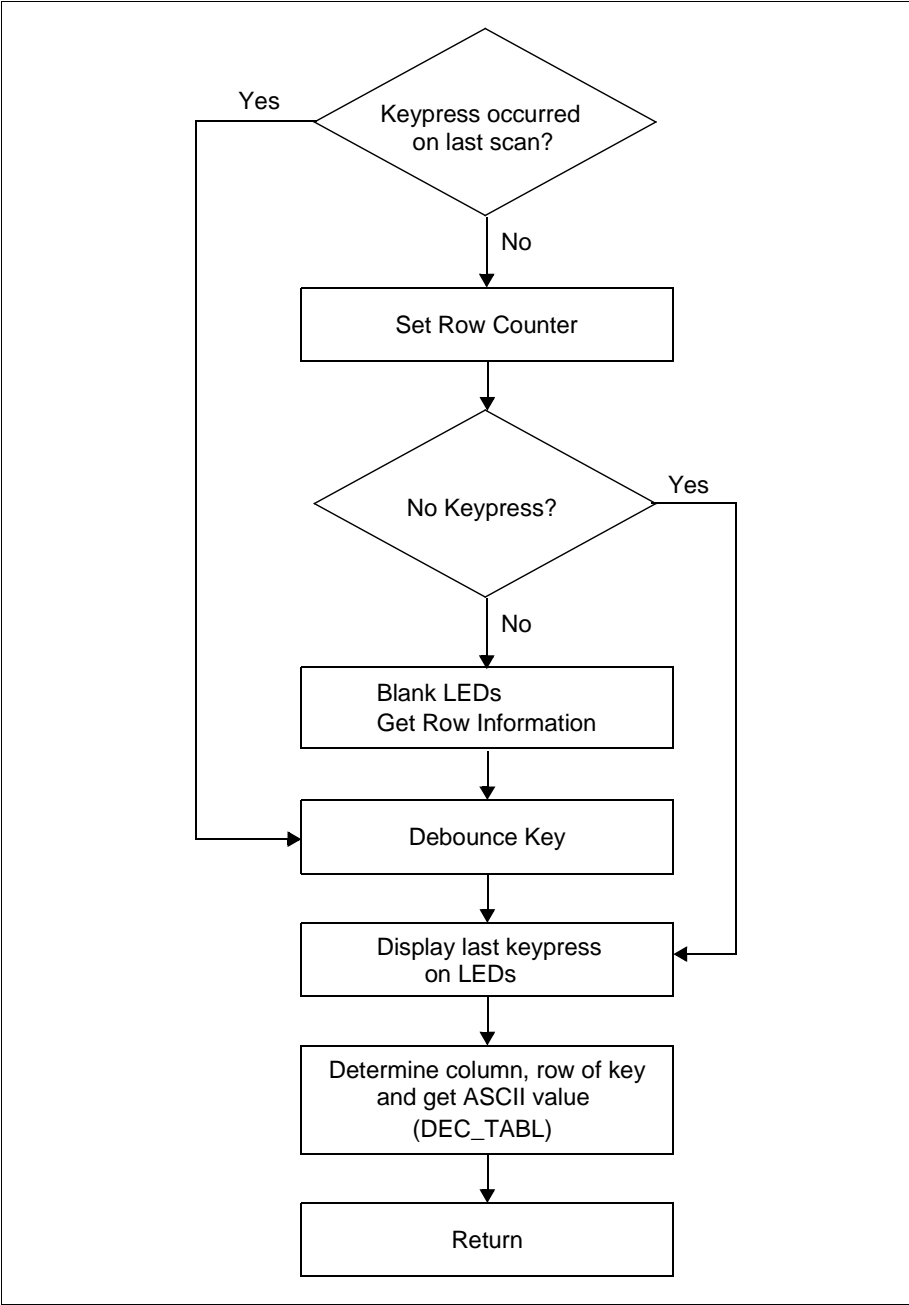 Yes
Keypress occurred
on last scan?
No
Set Row Counter
No Keypress?
Yes
No
Blank LEDs
Get Row Information
Debounce Key
Display last keypress
on LEDs
Determine column, row of key
and get ASCII value
(DEC_TABL)
Return